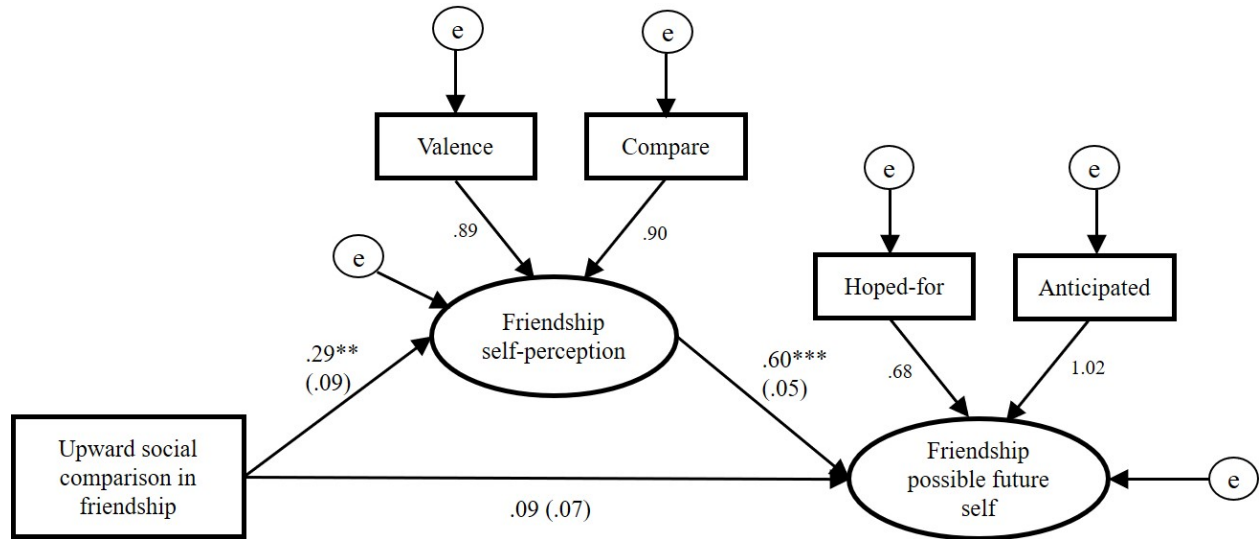 e
e
Valence
Compare
e
e
.89
.90
e
Hoped-for
Anticipated
Friendship
self-perception
.29**
(.09)
.60***
(.05)
.68
1.02
Upward social
comparison in
friendship
Friendship
possible future
self
e
.09 (.07)